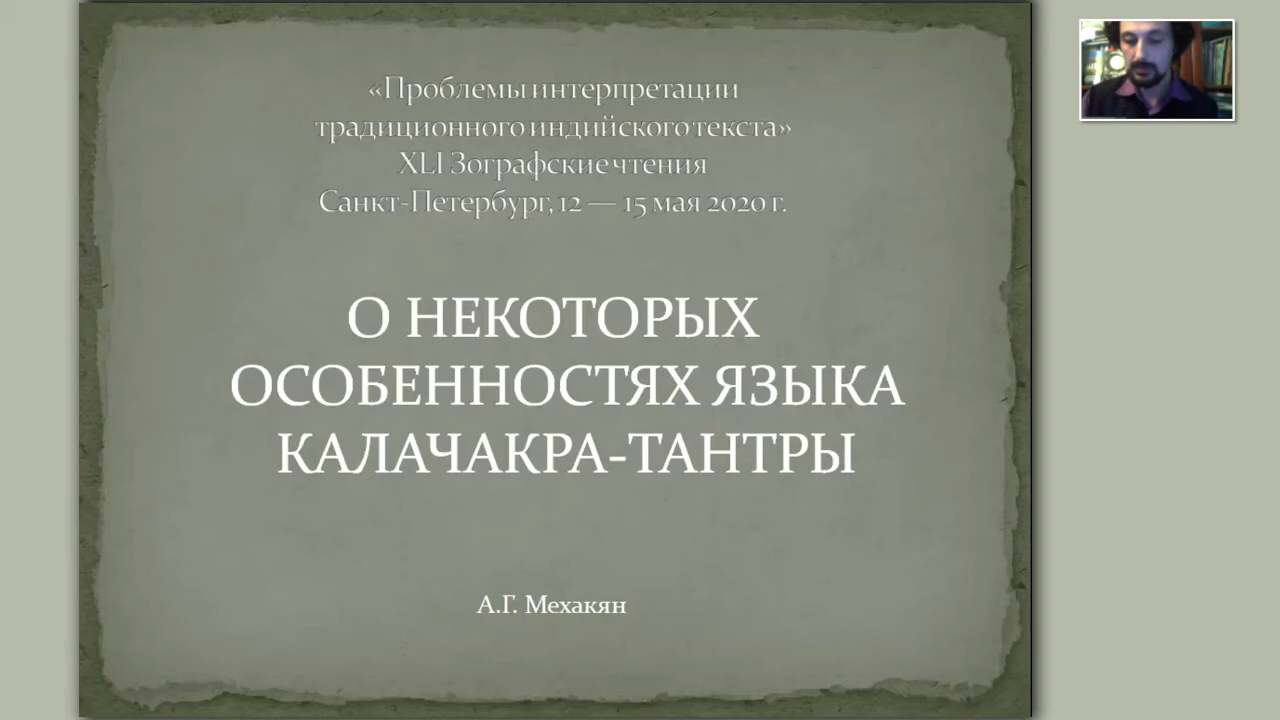 «Проблемы интерпретации
традиционного индийского текста»
XLI Зографские чтения
Санкт-Петербург, 12 — 15 мая 2020 г.
О НЕКОТОРЫХ
ОСОБЕННОСТЯХ ЯЗЫКА
КАЛАЧАКРА-ТАНТРЫ
А.Г. Мехакян